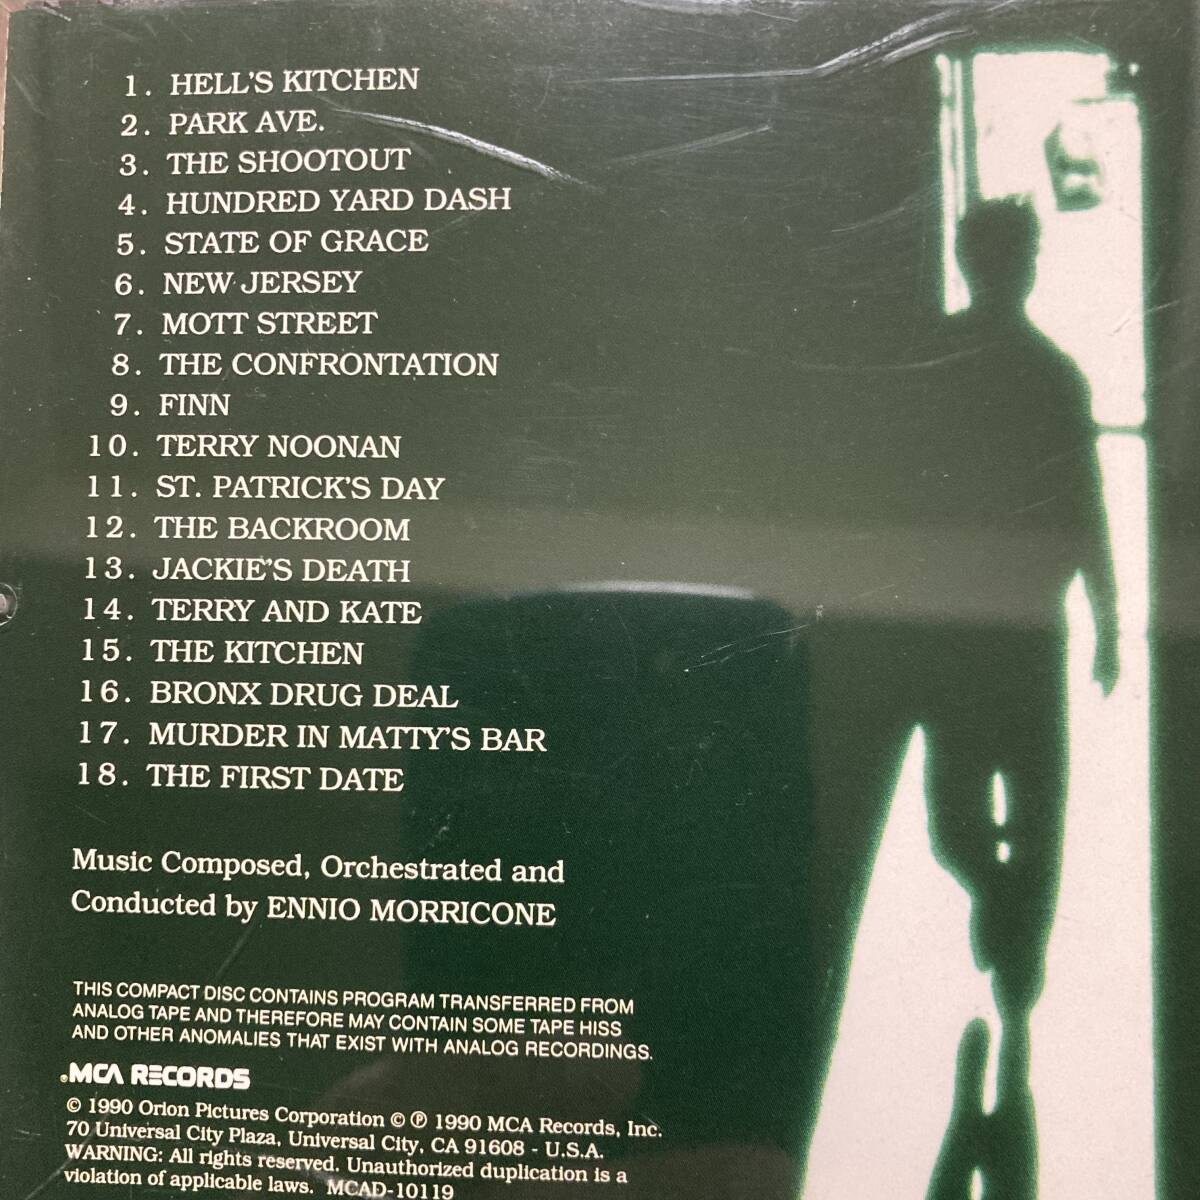 1. HELL'S KITCHEN
2. PARK AVE.
3. THE SHOOTOUT
4. HUNDRED YARD DASH
5. STATE OF GRACE
6. NEW JERSEY
7. MOTT STREET
8. THE CONFRONTATION
9. FINN
10. TERRY NOONAN
11. ST. PATRICK'S DAY
12. THE BACKROOM
13. JACKIE'S DEATH
14. TERRY AND KATE
15. THE KITCHEN
16. BRONX DRUG DEAL
17. MURDER IN MATTY'S BAR
18. THE FIRST DATE
Music Composed, Orchestrated and
Conducted by ENNIO MORRICONE
THIS COMPACT DISC CONTAINS PROGRAM TRANSFERRED FROM
ANALOG TAPE AND THEREFORE MAY CONTAIN SOME TAPE HISS
AND OTHER ANOMALIES THAT EXIST WITH ANALOG RECORDINGS.
MCA RECORDS
© 1990 Orion Pictures Corporation © ℗ 1990 MCA Records, Inc.
70 Universal City Plaza, Universal City, CA 91608 - U.S.A.
WARNING: All rights reserved. Unauthorized duplication is a
violation of applicable laws. MCAD-10119